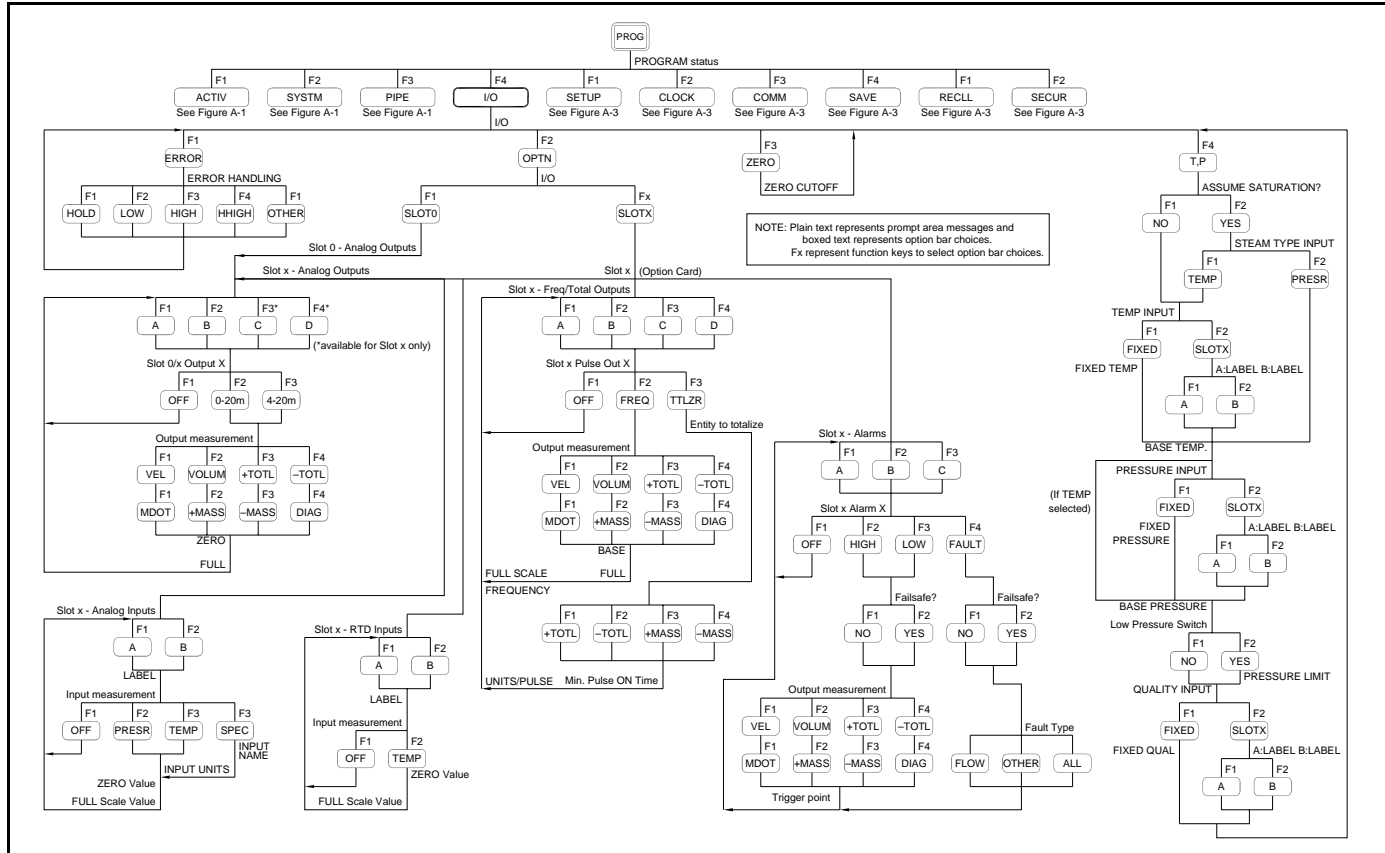 PROG
PROGRAM status
F1 F2 F3 F4 F1 F2 F3 F4 F1 F2
ACTIV SYSTM PIPE I/O SETUP CLOCK COMM SAVE RECLL SECUR
See Figure A-1 See Figure A-1 See Figure A-1 See Figure A-3 See Figure A-3 See Figure A-3 See Figure A-3 See Figure A-3 See Figure A-3
I/O
F1
ERROR
ERROR HANDLING
F1 F2 F3 F4 F1
HOLD LOW HIGH HHIGH OTHER
F2
OPTN
I/O
F1 Fx
SLOT0 SLOTX
Slot 0 - Analog Outputs
F3
ZERO
ZERO CUTOFF
NOTE: Plain text represents prompt area messages and
boxed text represents option bar choices.
Fx represent function keys to select option bar choices.
Slot x - Analog Outputs
F1 F2 F3* F4*
A B C D
(*available for Slot x only)
Slot 0/x Output X
F1 F2 F3
OFF 0-20m 4-20m
Output measurement
F1 F2 F3 F4
VEL VOLUM +TOTL –TOTL
F1 F2 F3 F4
MDOT +MASS –MASS DIAG
ZERO
FULL
Slot x - Analog Inputs
F1 F2
A B
LABEL
Input measurement
F1 F2 F3 F3
OFF PRESR TEMP SPEC
INPUT
NAME
INPUT UNITS
ZERO Value
FULL Scale Value
Slot x - RTD Inputs
F1 F2
A B
LABEL
Input measurement
F1 F2
OFF TEMP
ZERO Value
FULL Scale Value
Slot x (Option Card)
Slot x - Freq/Total Outputs
F1 F2 F3 F4
A B C D
Slot x Pulse Out X
F1 F2 F3
OFF FREQ TTLZR
Entity to totalize
Output measurement
F1 F2 F3 F4
VEL VOLUM +TOTL –TOTL
F1 F2 F3 F4
MDOT +MASS –MASS DIAG
BASE
FULL SCALE FULL
FREQUENCY
F1 F2 F3 F4
+TOTL –TOTL +MASS –MASS
UNITS/PULSE Min. Pulse ON Time
Slot x - Alarms
F1 F2 F3
A B C
Slot x Alarm X
F1 F2 F3 F4
OFF HIGH LOW FAULT
Failsafe? Failsafe?
F1 F2 F1 F2
NO YES NO YES
Output measurement
F1 F2 F3 F4
VEL VOLUM +TOTL –TOTL
F1 F2 F3 F4
MDOT +MASS –MASS DIAG
Trigger point
Fault Type
FLOW OTHER ALL
F4
T,P
ASSUME SATURATION?
F1 F2
NO YES
STEAM TYPE INPUT
F1 F2
TEMP PRESR
TEMP INPUT
F1 F2
FIXED SLOTX
FIXED TEMP A:LABEL B:LABEL
F1 F2
A B
BASE TEMP.
PRESSURE INPUT
(If TEMP
selected)
F1 F2
FIXED SLOTX
FIXED
PRESSURE
A:LABEL B:LABEL
F1 F2
A B
BASE PRESSURE
Low Pressure Switch
F1 F2
NO YES
PRESSURE LIMIT
QUALITY INPUT
F1 F2
FIXED SLOTX
FIXED QUAL A:LABEL B:LABEL
F1 F2
A B